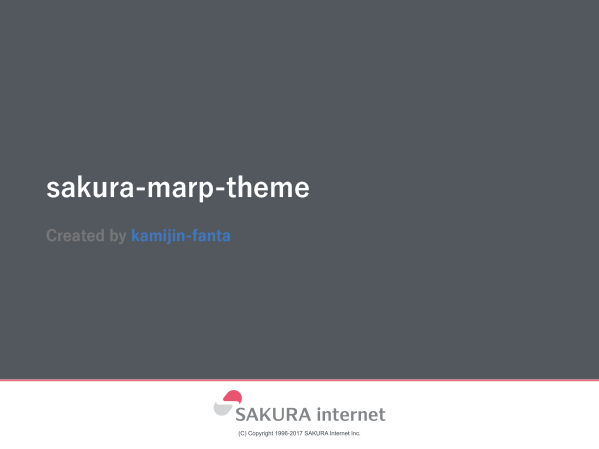 sakura-marp-theme
Created by kamijin-fanta
SAKURA internet
(C) Copyright 1996-2017 SAKURA Internet Inc.